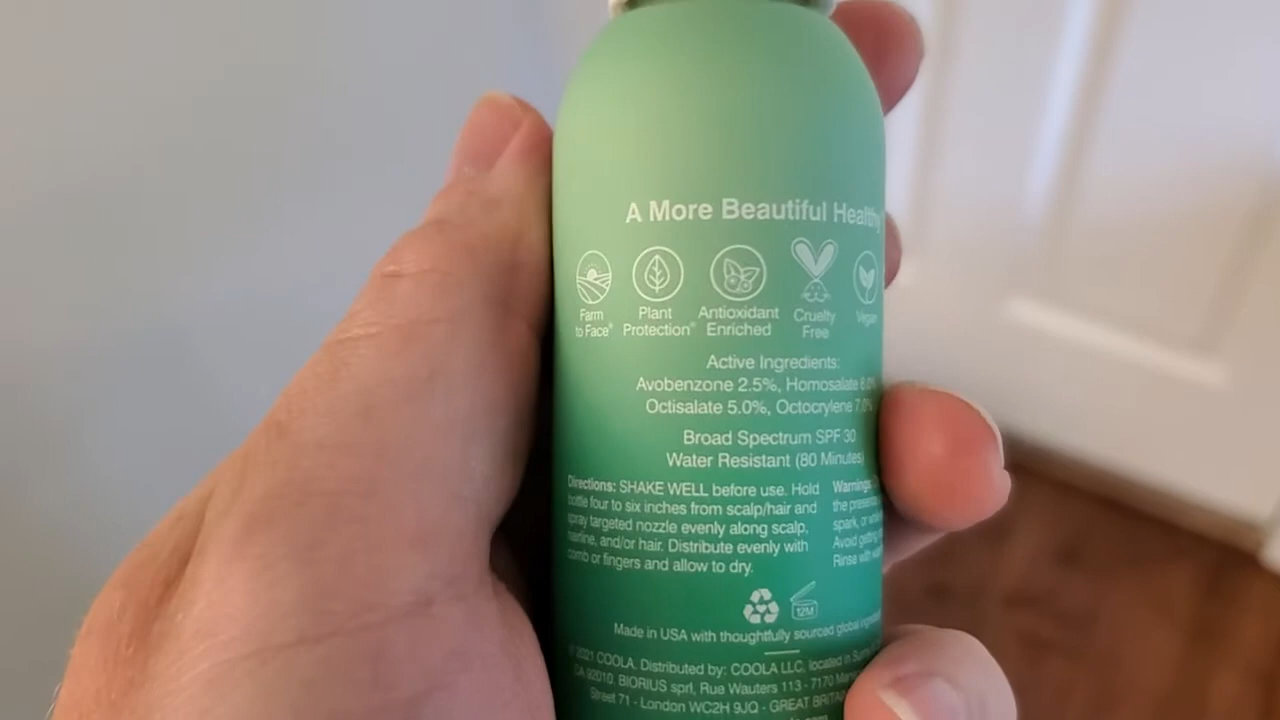 A More Beautiful Healthy
Farm to Face®
Plant Protection®
Antioxidant Enriched
Cruelty Free
Vegan
Active Ingredients:
Avobenzone 2.5%, Homosalate
Octisalate 5.0%, Octocrylene 7.0%
Broad Spectrum SPF 30
Water Resistant (80 Minutes)
Directions: SHAKE WELL before use. Hold
bottle four to six inches from scalp/hair and
spray targeted nozzle evenly along scalp,
hairline, and/or hair. Distribute evenly with
comb or fingers and allow to dry.
Warnings:
the
spark, or
Avoid getting
Rinse with
12M
Made in USA with thoughtfully sourced global
2021 COOLA. Distributed by: COOLA LLC, located in
CA 92010. BIORIUS sprl, Rue Wauters 113 - 7170
Street 71 - London WC2H 9JQ - GREAT